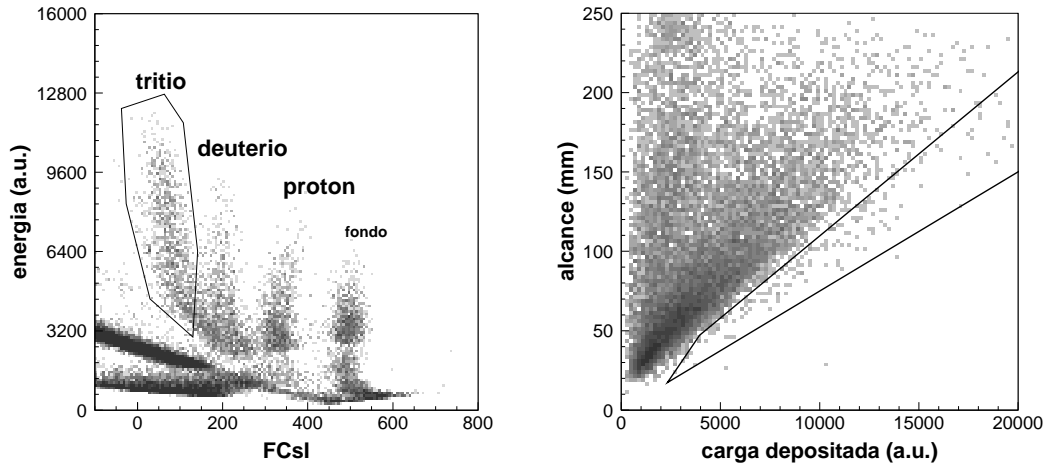 16000
12800
9600
6400
3200
0
energia (a.u.)
tritio
deuterio
proton
fondo
0 200 400 600 800
FCsI
250
200
150
100
50
0
alcance (mm)
0 5000 10000 15000 20000
carga depositada (a.u.)